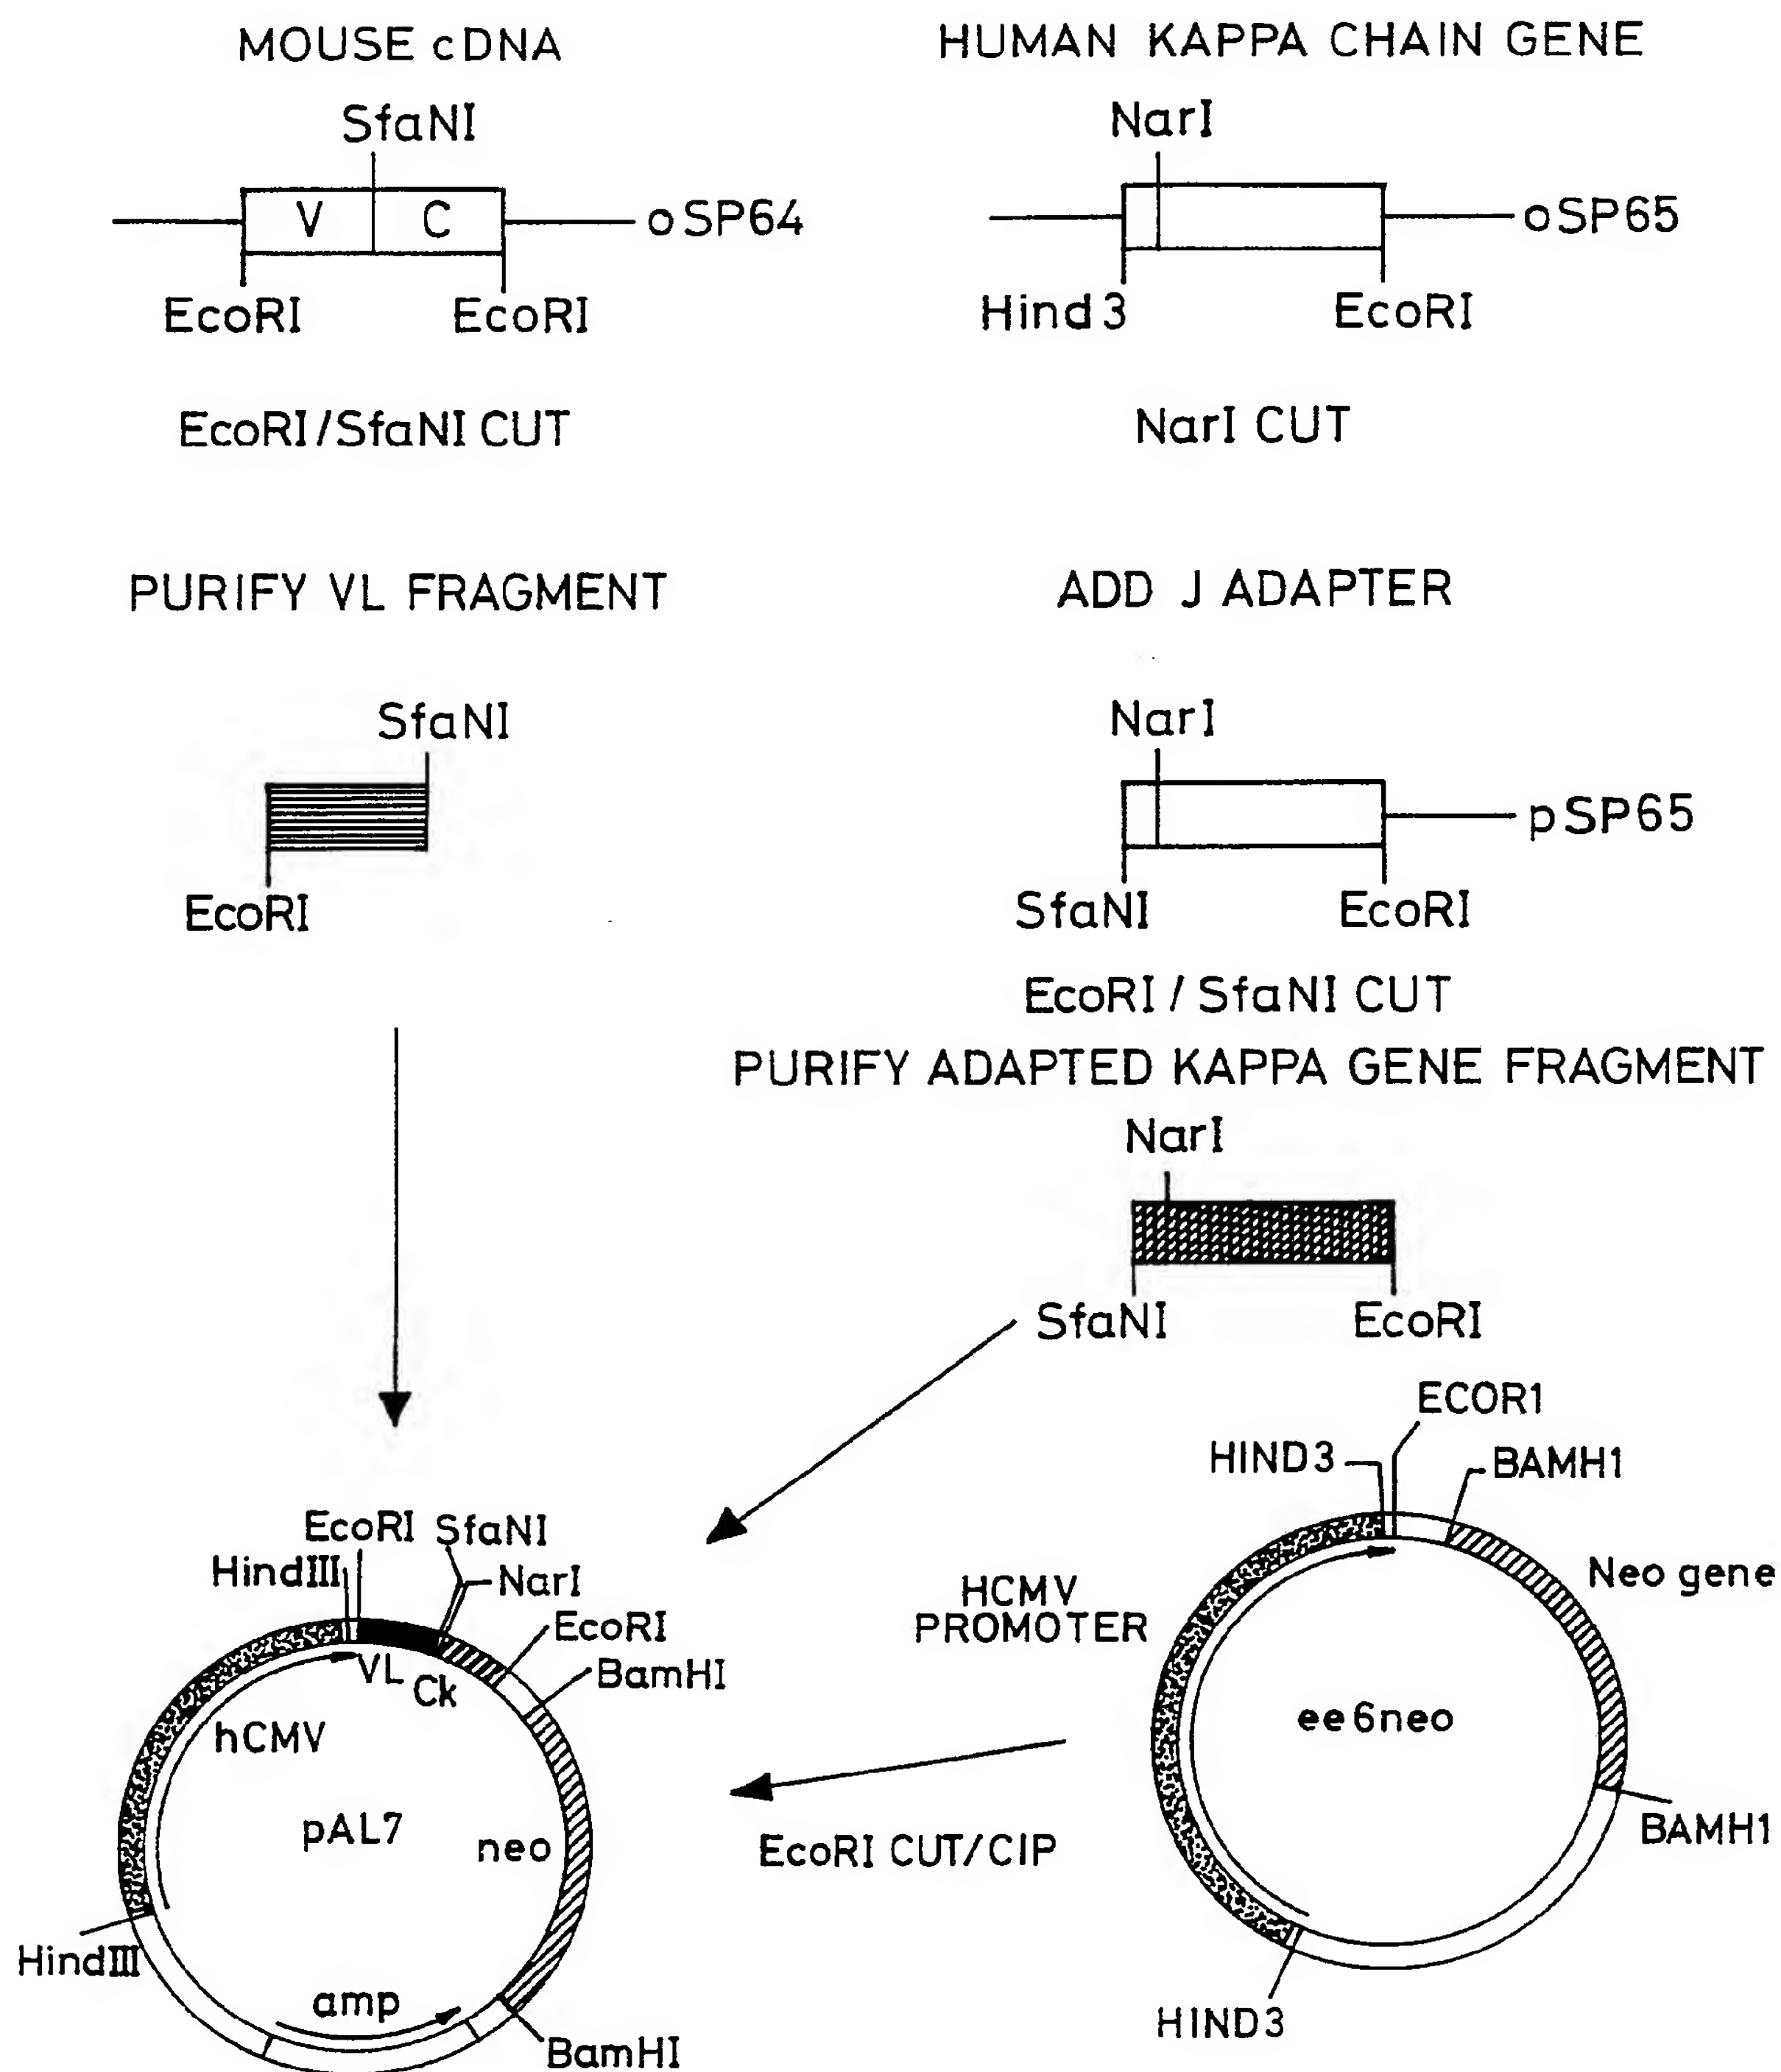 MOUSE cDNA
SfaNI
V
C
oSP64
EcoRI
EcoRI
EcoRI/SfaNI CUT
HUMAN KAPPA CHAIN GENE
NarI
oSP65
Hind3
EcoRI
NarI CUT
PURIFY VL FRAGMENT
SfaNI
EcoRI
ADD J ADAPTER
NarI
pSP65
SfaNI
EcoRI
EcoRI / SfaNI CUT
PURIFY ADAPTED KAPPA GENE FRAGMENT
NarI
SfaNI
EcoRI
ECOR1
HIND3
BAMH1
Neo gene
HCMV
PROMOTER
ee6neo
BAMH1
HIND3
EcoRI CUT/CIP
EcoRI
SfaNI
HindIII
NarI
EcoRI
BamHI
VL
Ck
hCMV
pAL7
neo
HindIII
amp
BamHI